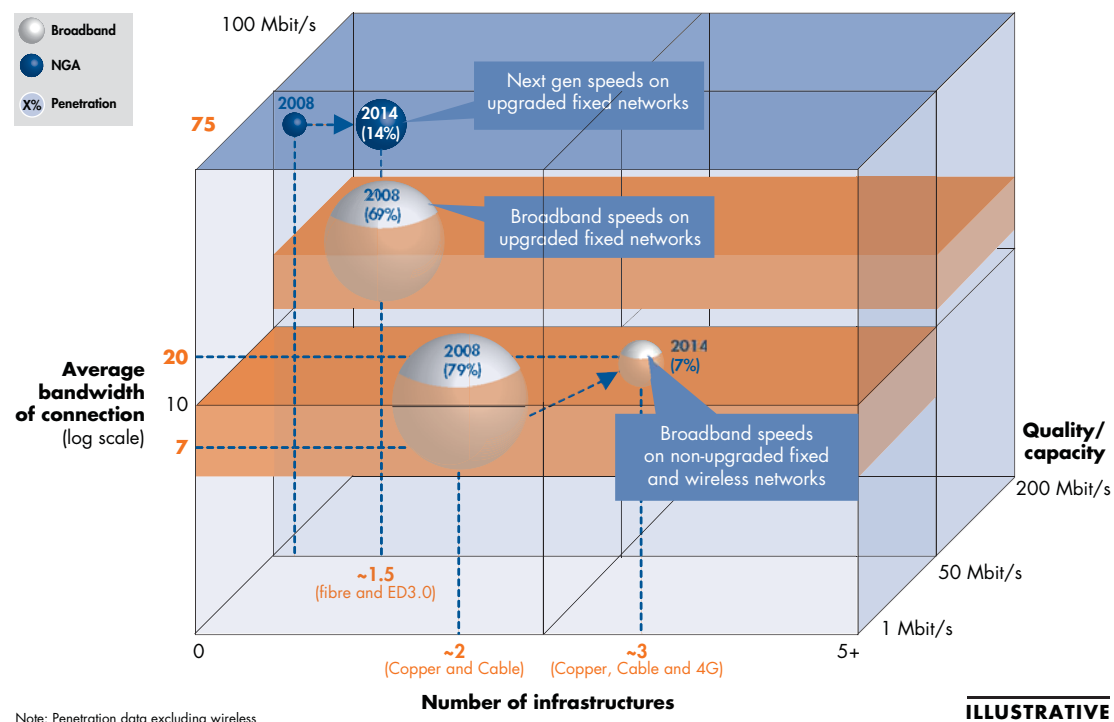 100 Mbit/s
Broadband
NGA
X% Penetration
2008
2014
(14%)
Next gen speeds on
upgraded fixed networks
75
2008
(69%)
Broadband speeds on
upgraded fixed networks
Average
bandwidth
of connection
(log scale)
20
10
7
2008
(79%)
2014
(7%)
Broadband speeds
on non-upgraded fixed
and wireless networks
Quality/
capacity
200 Mbit/s
50 Mbit/s
1 Mbit/s
~1.5
(fibre and ED3.0)
0
~2
(Copper and Cable)
~3
(Copper, Cable and 4G)
5+
Number of infrastructures
Note: Penetration data excluding wireless
ILLUSTRATIVE